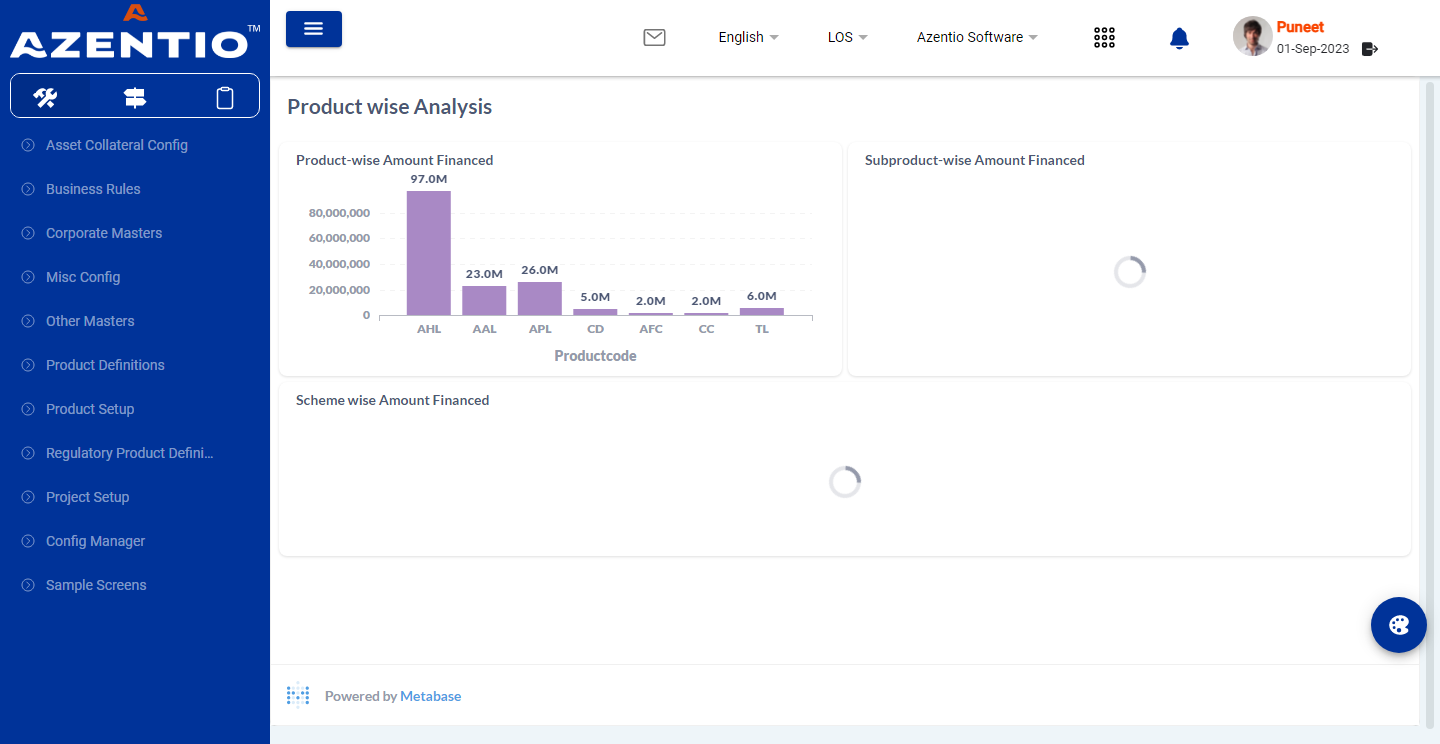 AZENTIO™
English
LOS
Azentio Software
Puneet
01-Sep-2023
Asset Collateral Config
Business Rules
Corporate Masters
Misc Config
Other Masters
Product Definitions
Product Setup
Regulatory Product Defini...
Project Setup
Config Manager
Sample Screens
Product wise Analysis
Product-wise Amount Financed
97.0M
80,000,000
60,000,000
40,000,000
20,000,000
0
23.0M
26.0M
5.0M
2.0M
2.0M
6.0M
AHL AAL APL CD AFC CC TL
Productcode
Subproduct-wise Amount Financed
Scheme wise Amount Financed
Powered by Metabase